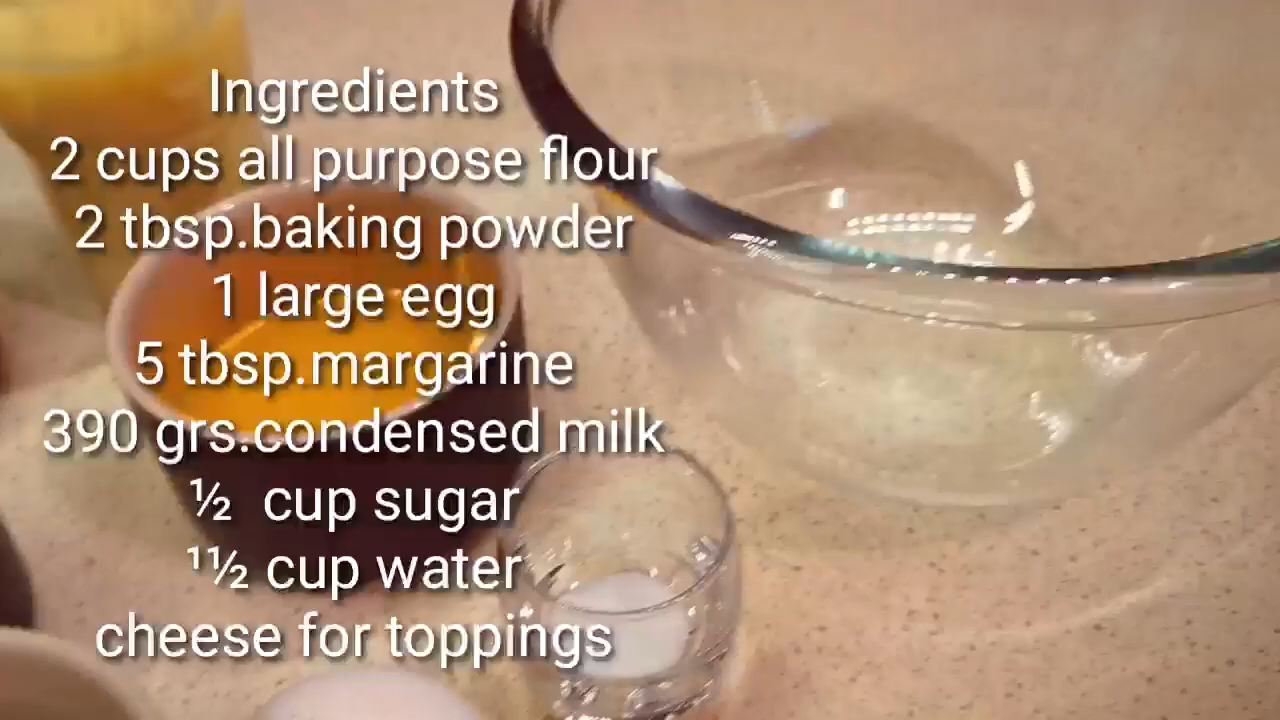 Ingredients
2 cups all purpose flour
2 tbsp.baking powder
1 large egg
5 tbsp.margarine
390 grs.condensed milk
½ cup sugar
¹½ cup water
cheese for toppings